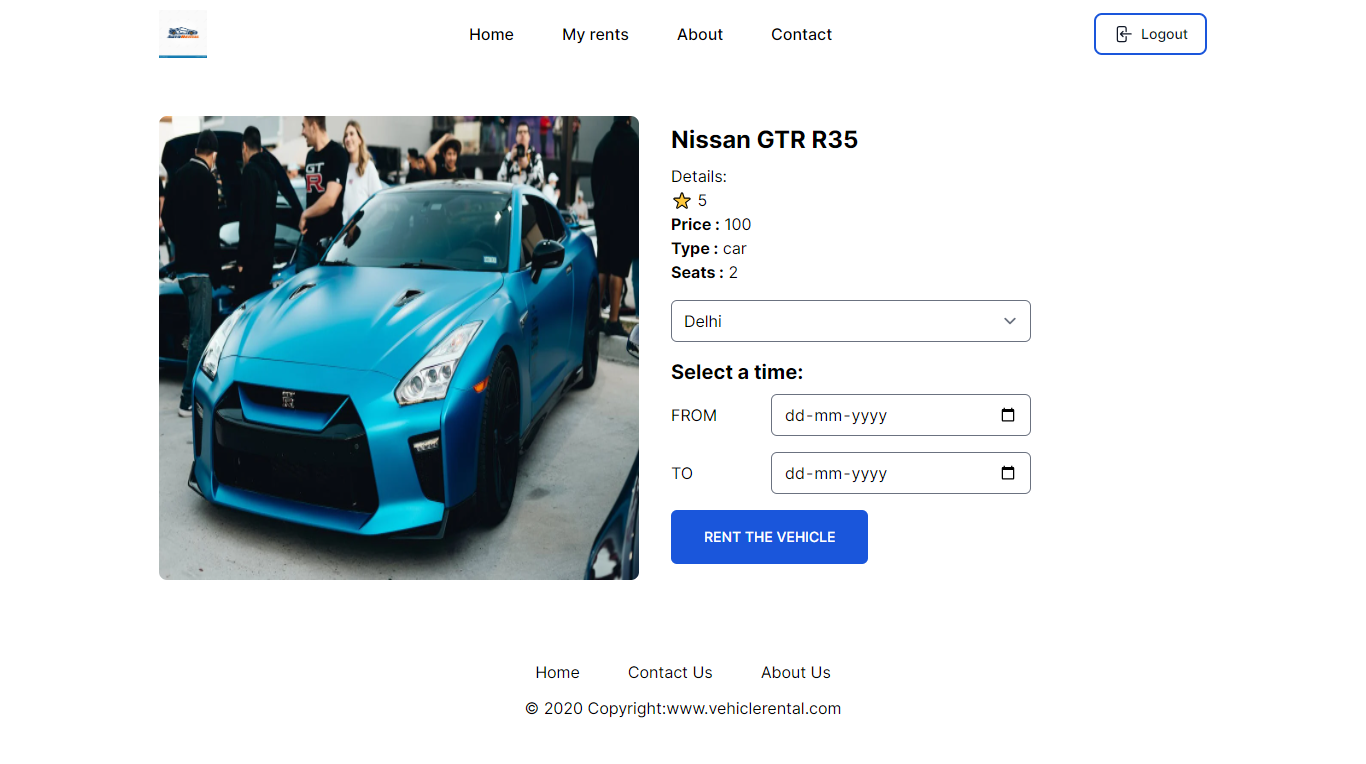 Home
My rents
About
Contact
Logout
GT
R
Nissan GTR R35
Details:
5
Price : 100
Type : car
Seats : 2
Delhi
Select a time:
FROM
dd-mm-yyyy
TO
dd-mm-yyyy
RENT THE VEHICLE
Home
Contact Us
About Us
© 2020 Copyright:www.vehiclerental.com